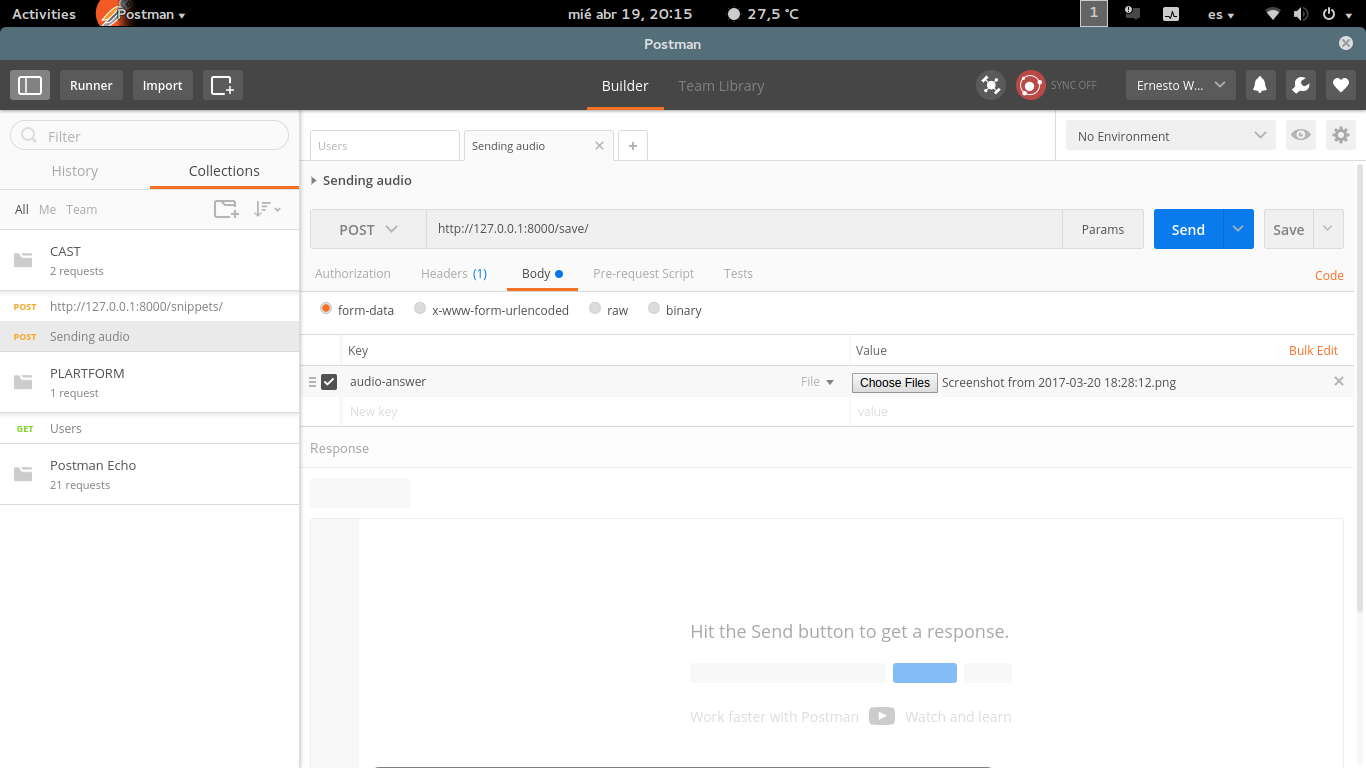 Activities Postman mié abr 19, 20:15 27,5 °C 1 es
Postman
Runner Import Builder Team Library SYNC OFF Ernesto W...
Filter
History Collections
All Me Team
CAST
2 requests
POST http://127.0.0.1:8000/snippets/
POST Sending audio
PLARTFORM
1 request
GET Users
Postman Echo
21 requests
Users Sending audio + No Environment
Sending audio
POST http://127.0.0.1:8000/save/ Params Send Save
Authorization Headers (1) Body Pre-request Script Tests Code
form-data x-www-form-urlencoded raw binary
Key Value Bulk Edit
audio-answer File Choose Files Screenshot from 2017-03-20 18:28:12.png
New key value
Response
Hit the Send button to get a response.
Work faster with Postman Watch and learn